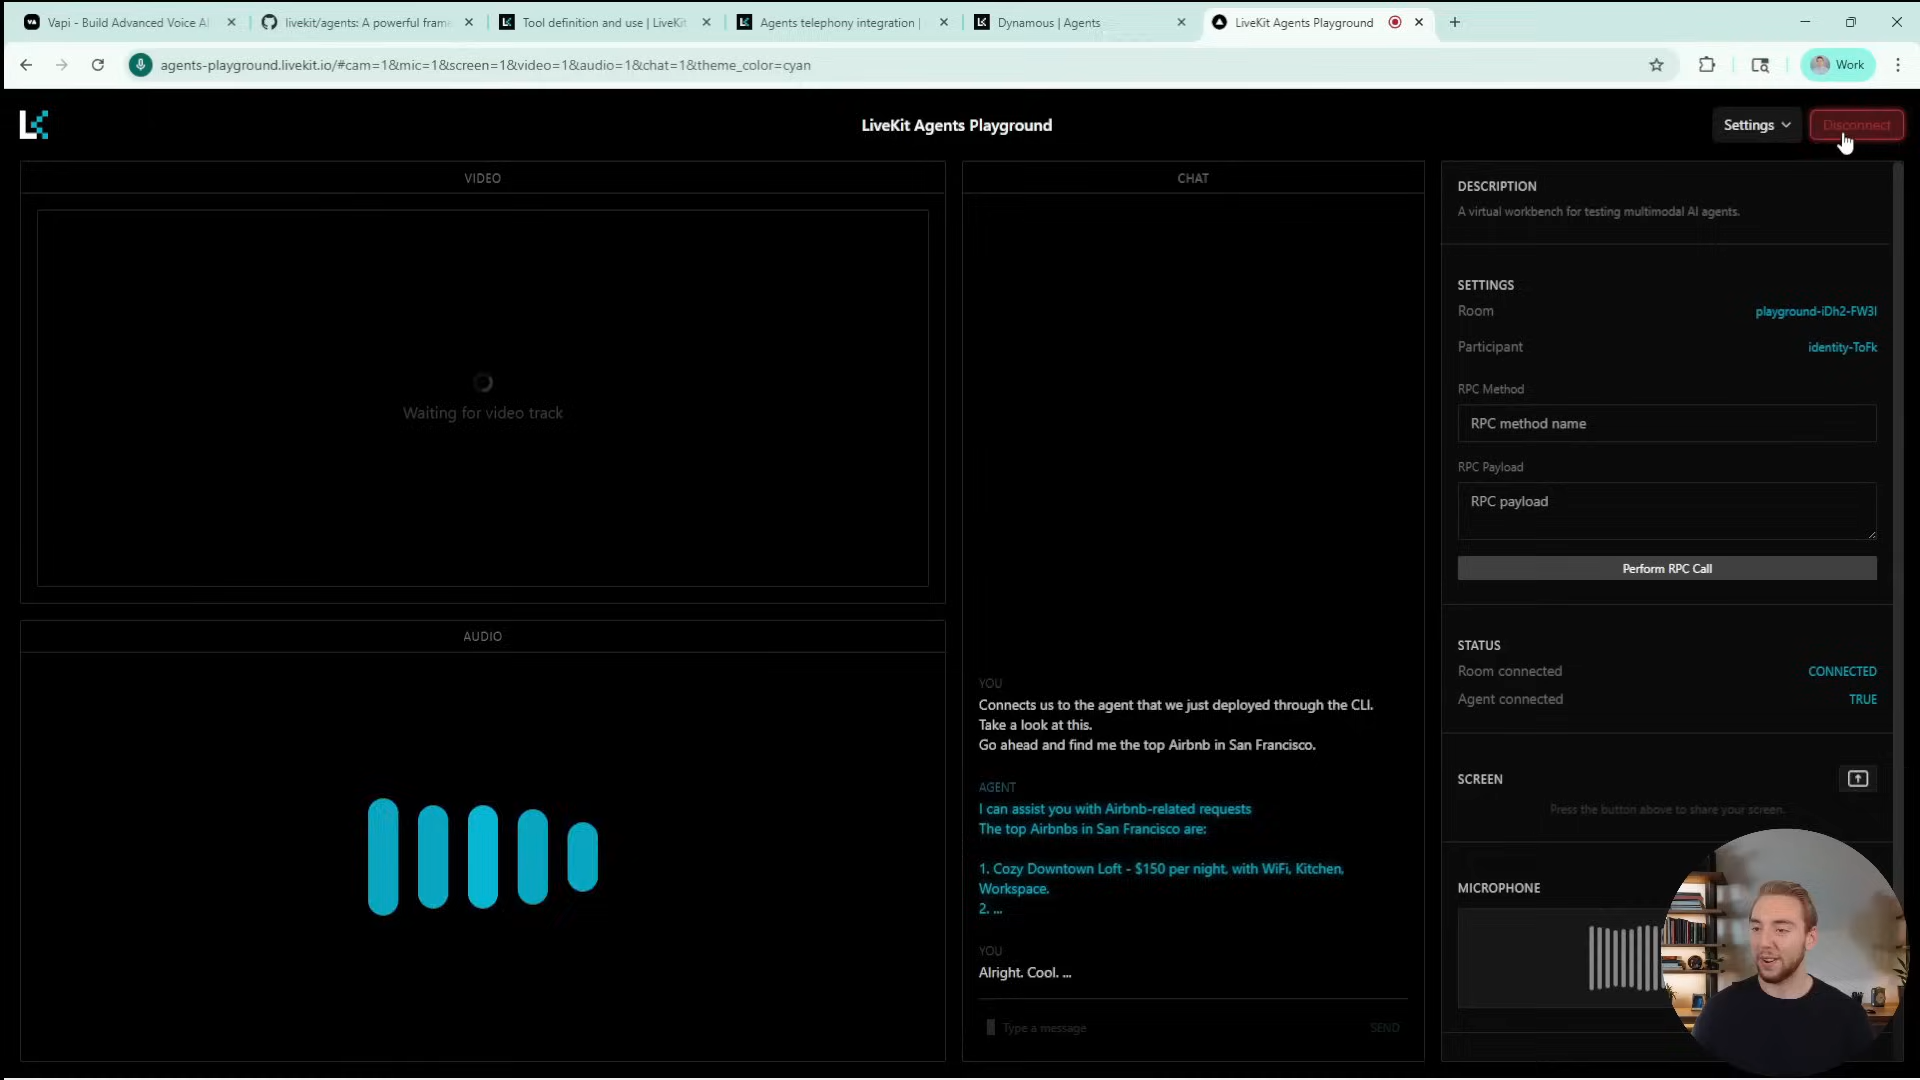 Vapi - Build Advanced Voice AI
livekit/agents: A powerful fram
Tool definition and use | LiveKit
Agents telephony integration |
Dynamous | Agents
LiveKit Agents Playground
agents-playground.livekit.io/#cam=1&mic=1&screen=1&video=1&audio=1&chat=1&theme_color=cyan
Work
LiveKit Agents Playground
Settings
Disconnect
VIDEO
Waiting for video track
AUDIO
CHAT
YOU
Connects us to the agent that we just deployed through the CLI.
Take a look at this.
Go ahead and find me the top Airbnb in San Francisco.
AGENT
I can assist you with Airbnb-related requests
The top Airbnbs in San Francisco are:
1. Cozy Downtown Loft - $150 per night, with WiFi, Kitchen,
Workspace.
2. ...
YOU
Alright. Cool. ...
Type a message
SEND
DESCRIPTION
A virtual workbench for testing multimodal AI agents.
SETTINGS
Room
playground-iDh2-FW3I
Participant
identity-ToFk
RPC Method
RPC method name
RPC Payload
RPC payload
Perform RPC Call
STATUS
Room connected
CONNECTED
Agent connected
TRUE
SCREEN
Press the button above to share your screen.
MICROPHONE